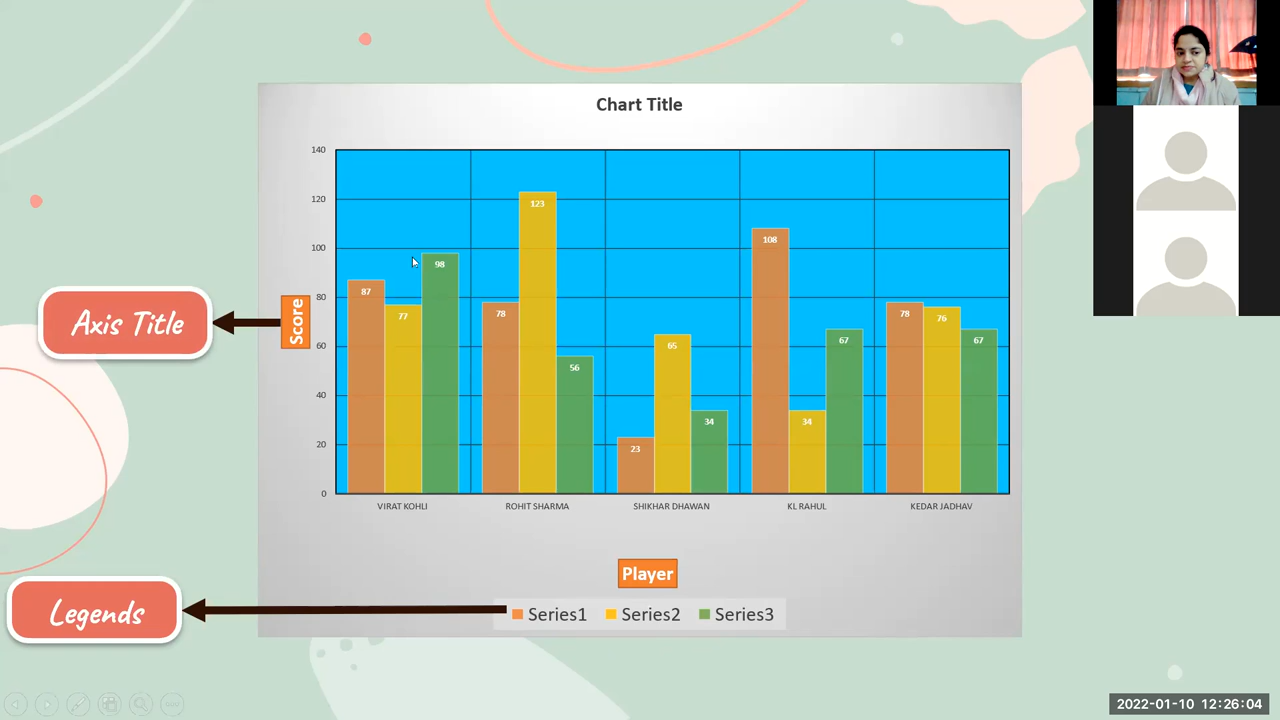 Chart Title
140
120
100
80
60
40
20
0
87
77
98
78
123
56
23
65
34
108
34
67
78
76
67
VIRAT KOHLI
ROHIT SHARMA
SHIKHAR DHAWAN
KL RAHUL
KEDAR JADHAV
Score
Axis Title
Player
Legends
Series1 Series2 Series3
2022-01-10 12:26:04